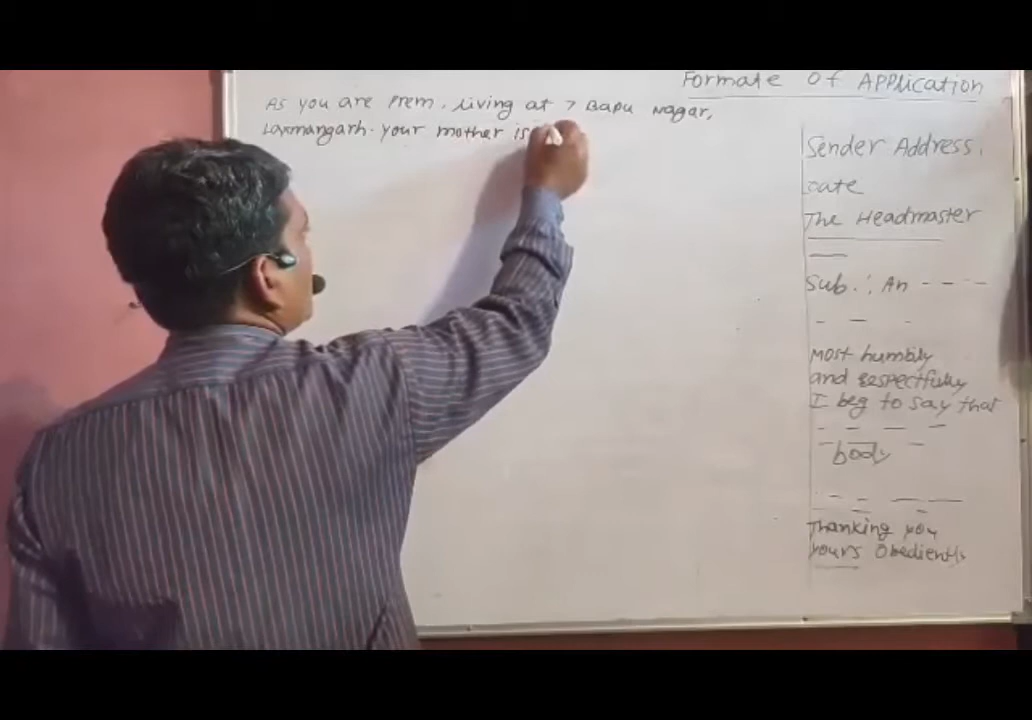 Formate Of Application
As you are Prem. Living at 7 Bapu Nagar,
Laxmangarh. your mother is
Sender Address.
Date
The Headmaster
Sub. : An - - - -
Most humbly
and respectfully
I beg to say that
body
Thanking you
yours Obediently